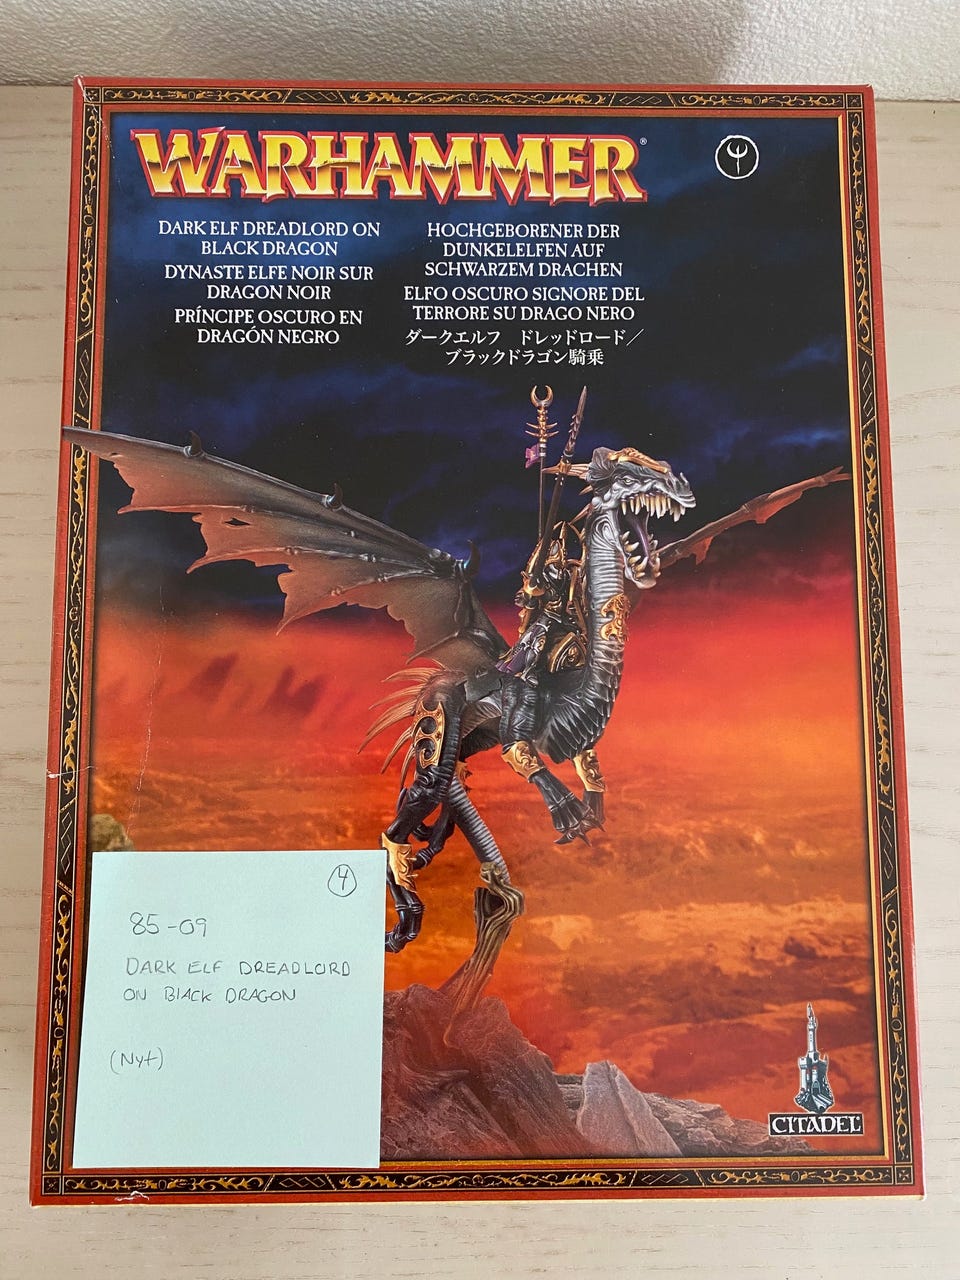 WARHAMMER®
DARK ELF DREADLORD ON
BLACK DRAGON
DYNASTE ELFE NOIR SUR
DRAGON NOIR
PRÍNCIPE OSCURO EN
DRAGÓN NEGRO
HOCHGEBORENER DER
DUNKELELFEN AUF
SCHWARZEM DRACHEN
ELFO OSCURO SIGNORE DEL
TERRORE SU DRAGO NERO
ダークエルフ ドレッドロード/
ブラックドラゴン騎乗
4
85-09
DARK ELF DREADLORD
ON BLACK DRAGON
(Nyt)
CITADEL